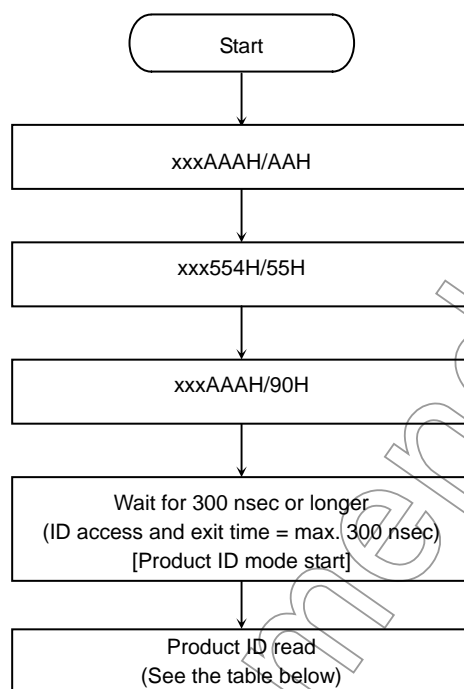 Start
xxxAAAH/AAH
xxx554H/55H
xxxAAAH/90H
Wait for 300 nsec or longer
(ID access and exit time = max. 300 nsec)
[Product ID mode start]
Product ID read
(See the table below)